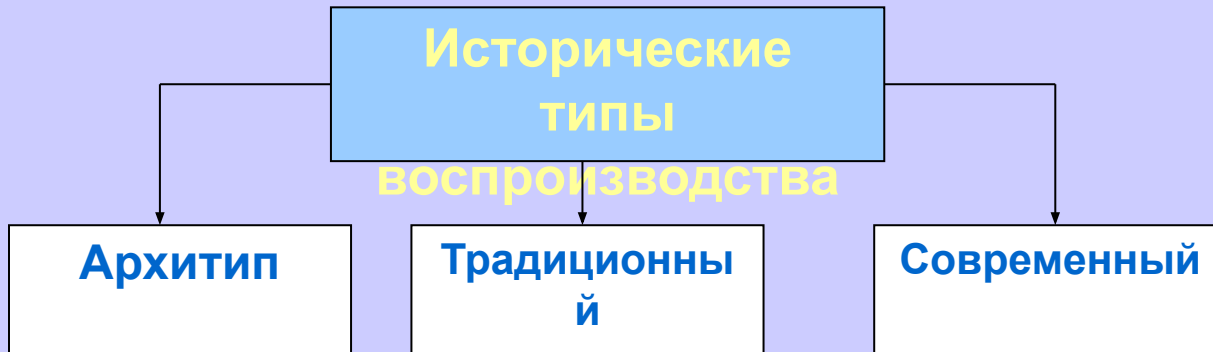 Исторические
типы
воспроизводства
Архитип
Традиционны
й
Современный